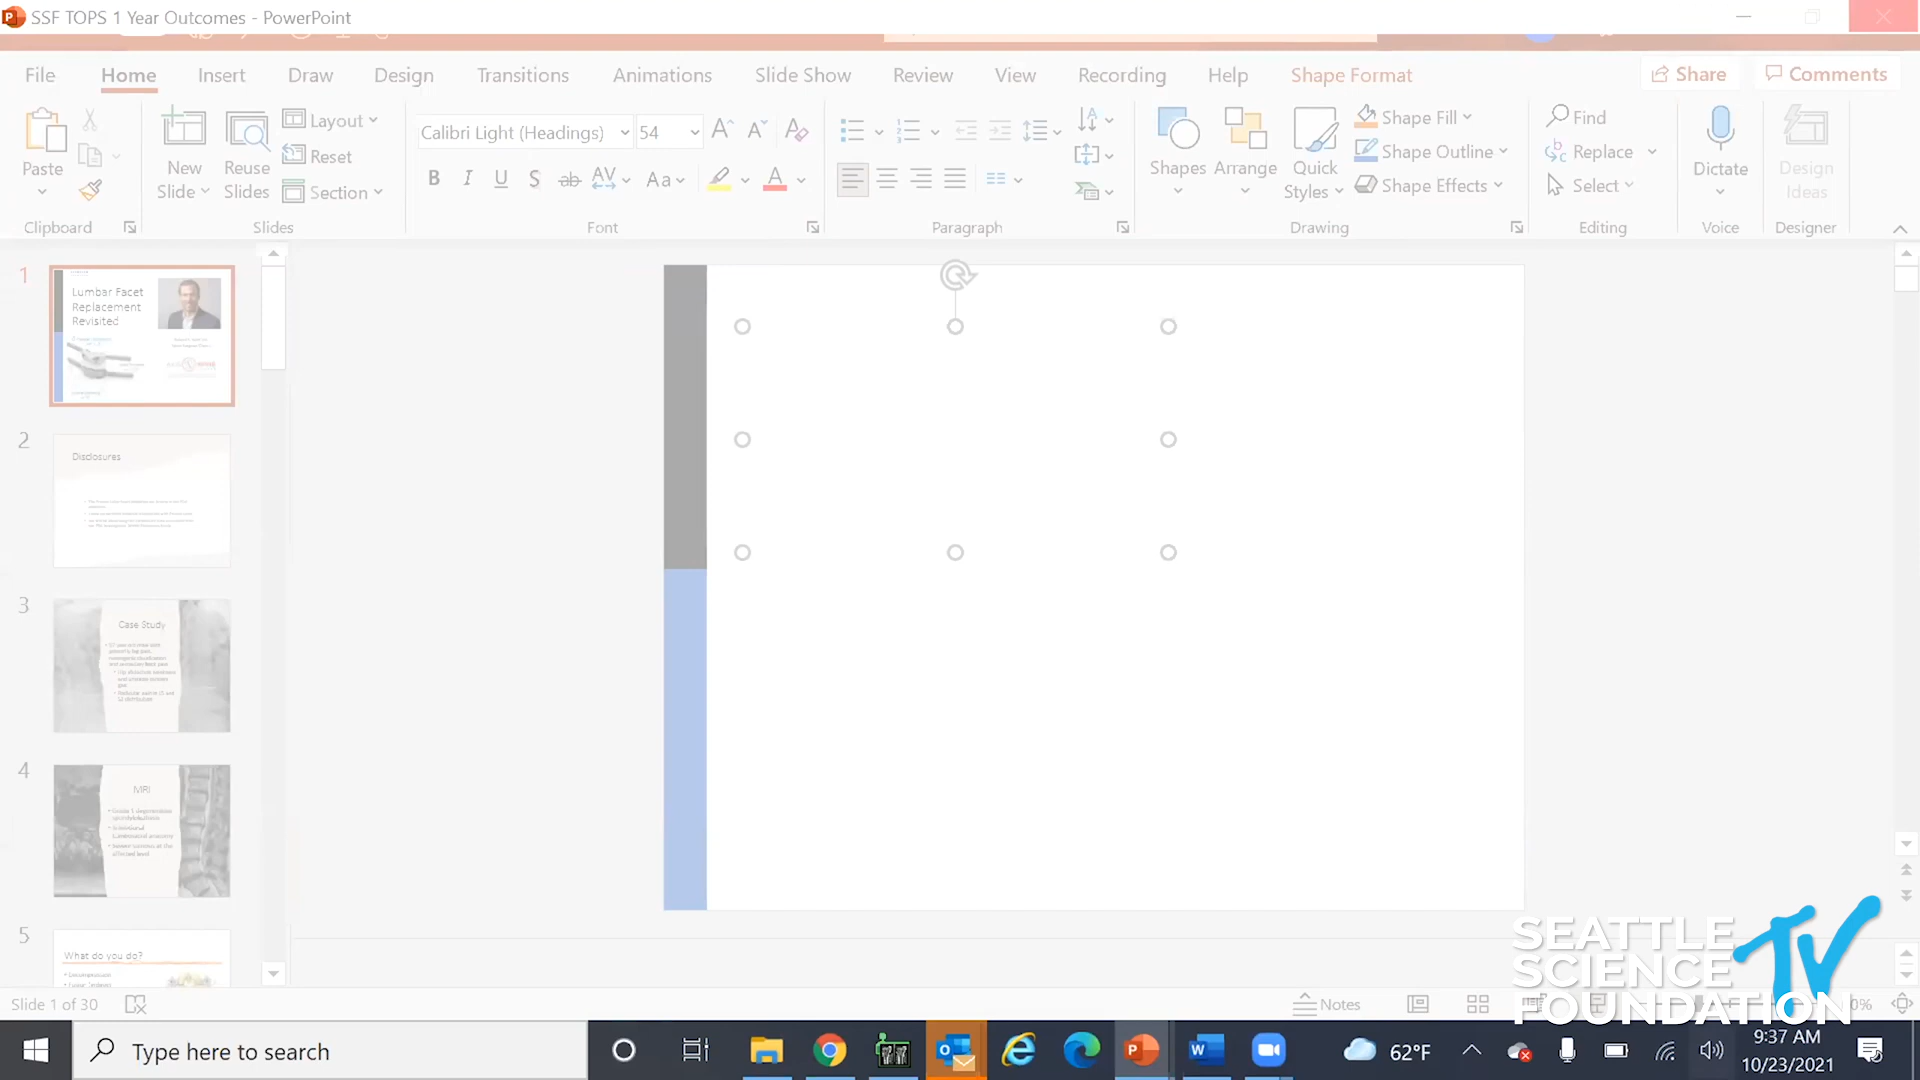 SSF TOPS 1 Year Outcomes - PowerPoint
File Home Insert Draw Design Transitions Animations Slide Show Review View Recording Help Shape Format Share Comments
Paste
New Slide
Reuse Slides
Layout
Reset
Section
Calibri Light (Headings) 54
Shapes
Arrange
Quick Styles
Shape Fill
Shape Outline
Shape Effects
Find
Replace
Select
Dictate
Design Ideas
Clipboard Slides Font Paragraph Drawing Editing Voice Designer
1
Lumbar Facet
Replacement
Revisited
2
Disclosures
3
Case Study
4
MRI
5
What do you do?
SEATTLE
SCIENCE
FOUNDATION
TV
Slide 1 of 30
Notes
Type here to search
62°F
9:37 AM
10/23/2021